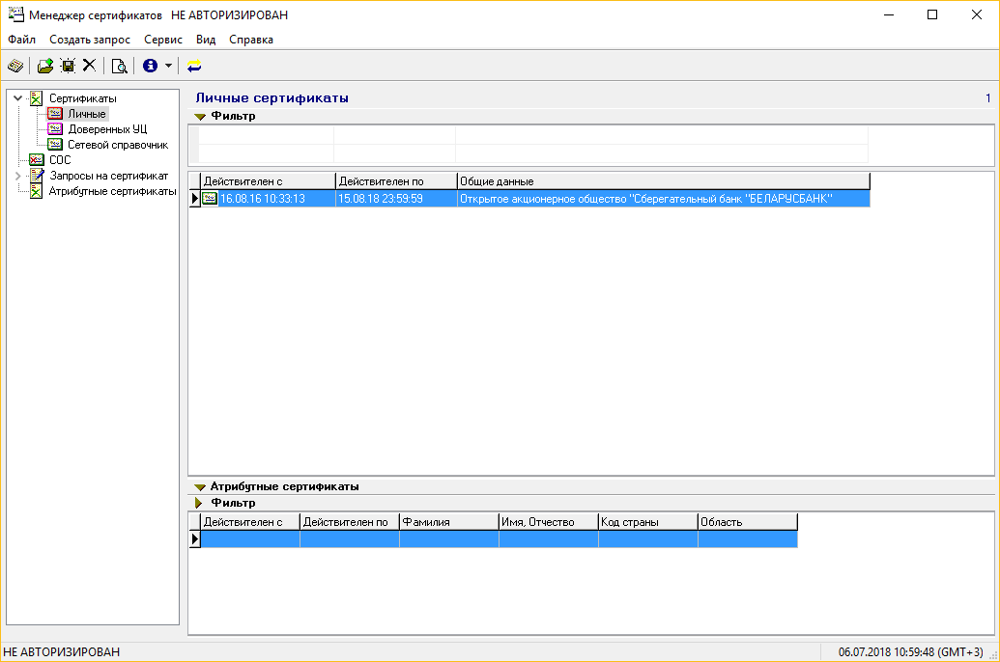 Менеджер сертификатов НЕ АВТОРИЗИРОВАН
Файл Создать запрос Сервис Вид Справка
Сертификаты
Личные
Доверенных УЦ
Сетевой справочник
СОС
Запросы на сертификат
Атрибутные сертификаты
Личные сертификаты 1
Фильтр
Действителен с Действителен по Общие данные
16.08.16 10:33:13 15.08.18 23:59:59 Открытое акционерное общество "Сберегательный банк "БЕЛАРУСБАНК"
Атрибутные сертификаты
Фильтр
Действителен с Действителен по Фамилия Имя, Отчество Код страны Область
НЕ АВТОРИЗИРОВАН 06.07.2018 10:59:48 (GMT+3)